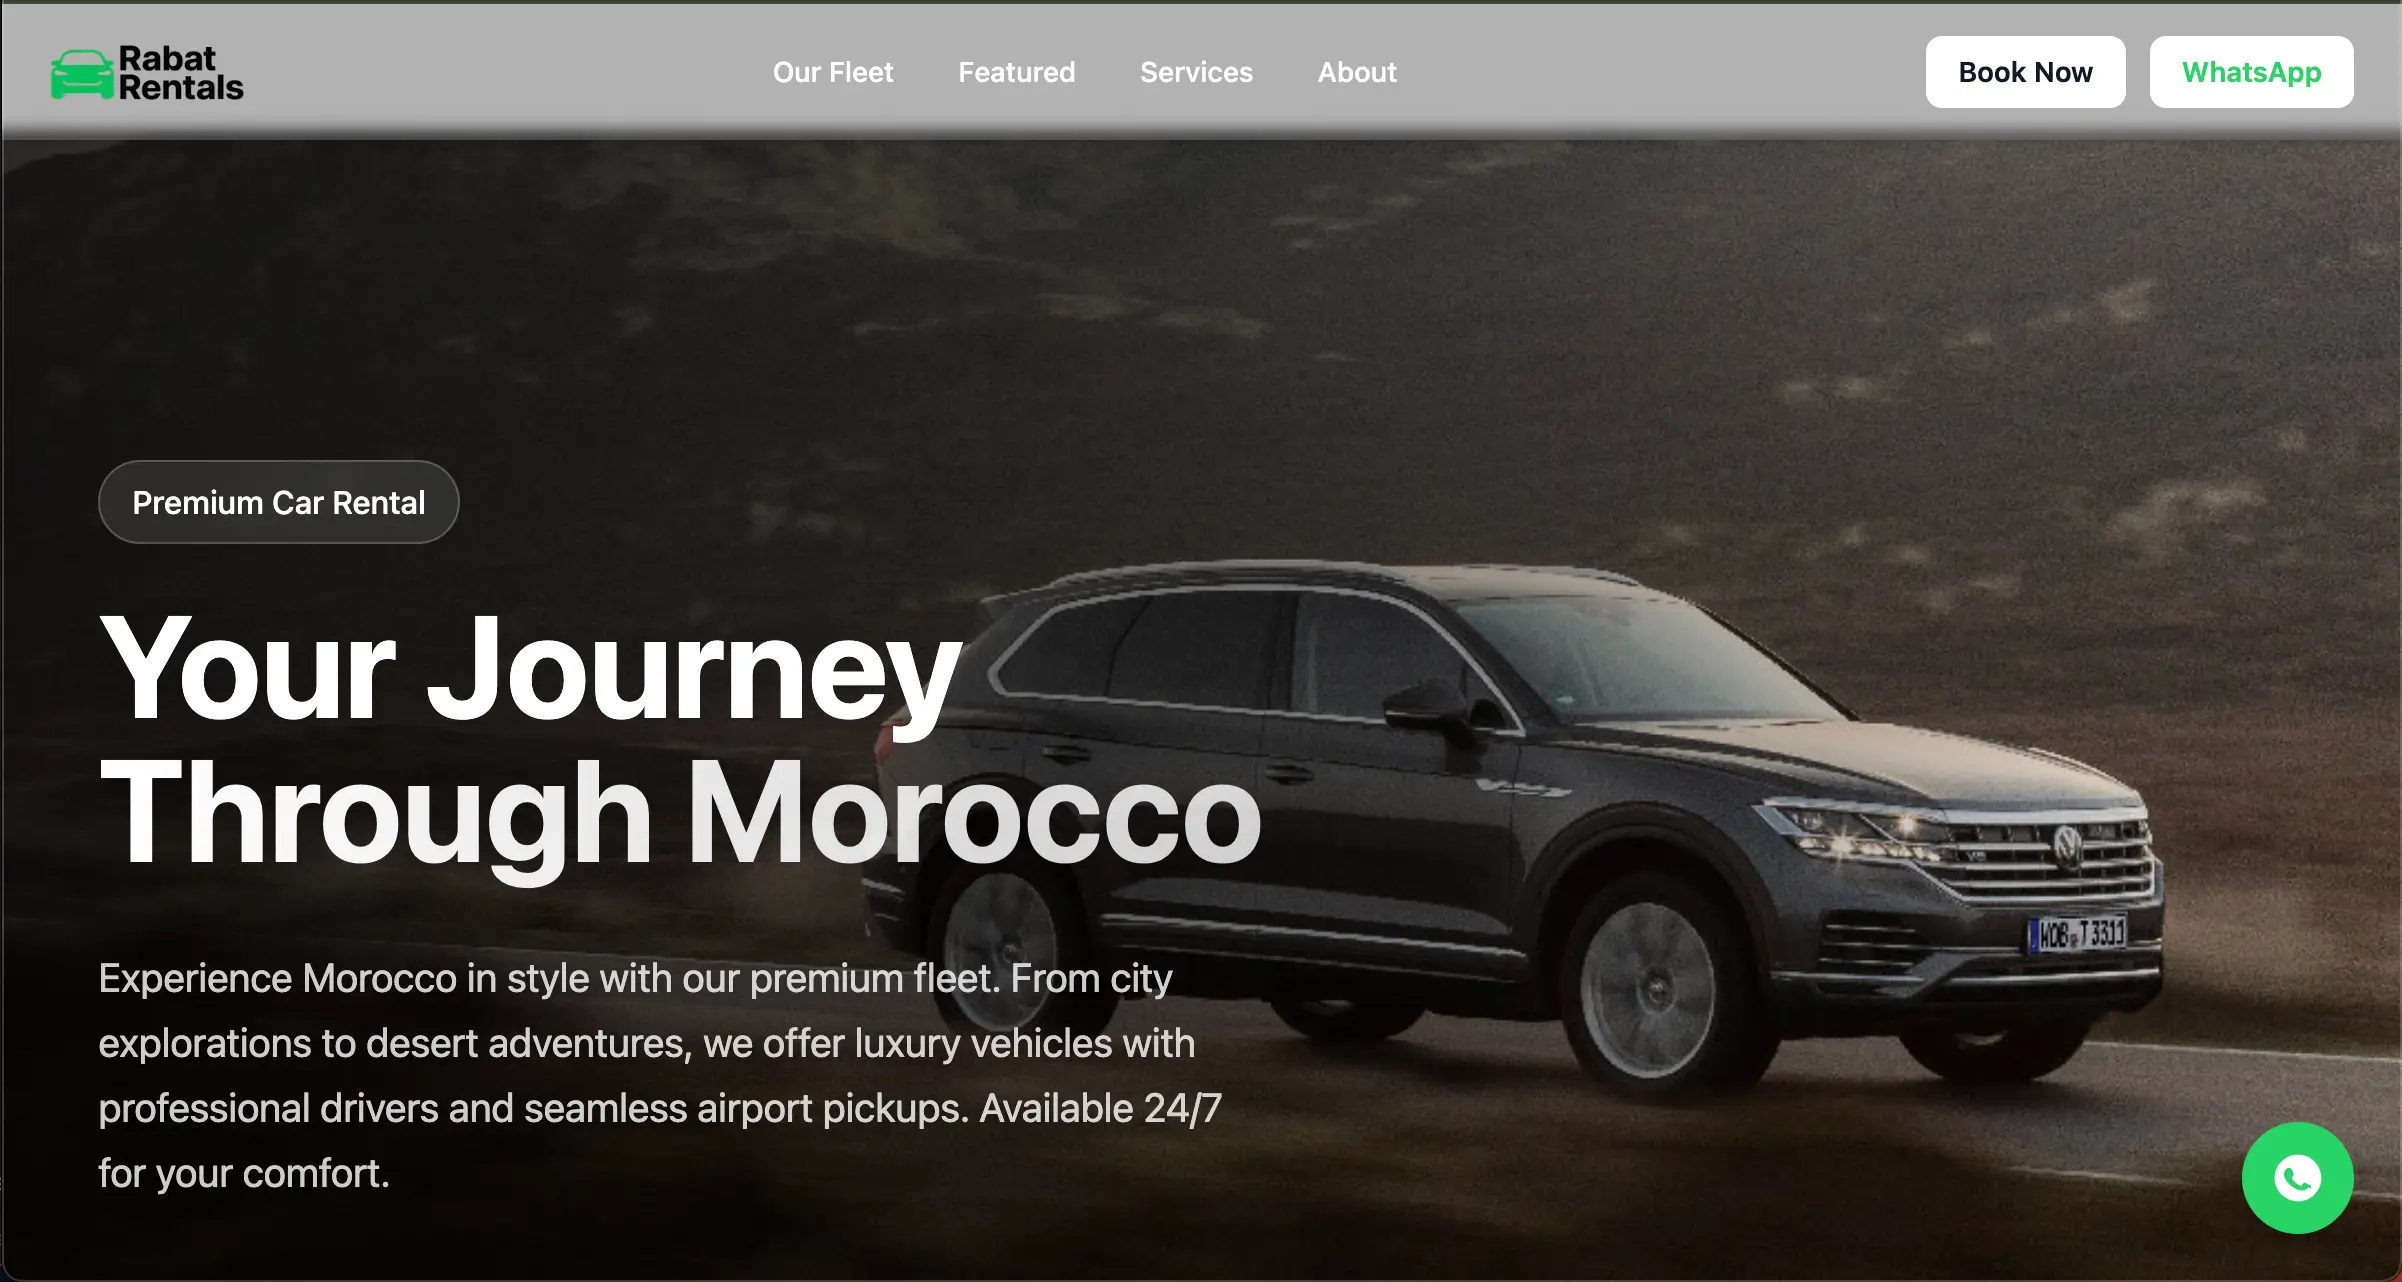 Rabat
Rentals
Our Fleet
Featured
Services
About
Book Now
WhatsApp
Premium Car Rental
Your Journey
Through Morocco
Experience Morocco in style with our premium fleet. From city
explorations to desert adventures, we offer luxury vehicles with
professional drivers and seamless airport pickups. Available 24/7
for your comfort.
WOB T 3311